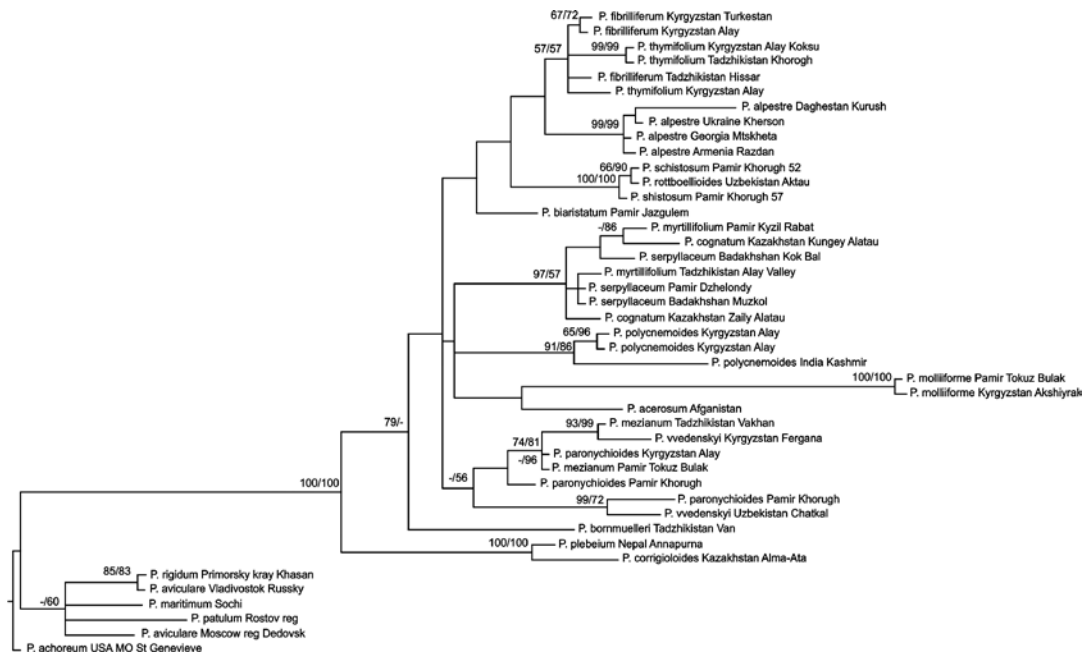 67/72
P. fibrilliferum Kyrgyzstan Turkestan
P. fibrilliferum Kyrgyzstan Alay
57/57
99/99
P. thymifolium Kyrgyzstan Alay Koksu
P. thymifolium Tadzhikistan Khorogh
P. fibrilliferum Tadzhikistan Hissar
P. thymifolium Kyrgyzstan Alay
P. alpestre Daghestan Kurush
99/99
P. alpestre Ukraine Kherson
P. alpestre Georgia Mtskheta
P. alpestre Armenia Razdan
66/90
P. schistosum Pamir Khorugh 52
100/100
P. rottboellioides Uzbekistan Aktau
P. shistosum Pamir Khorugh 57
P. biaristatum Pamir Jazgulem
-/86
P. myrtillifolium Pamir Kyzil Rabat
P. cognatum Kazakhstan Kungey Alatau
P. serpyllaceum Badakhshan Kok Bal
97/57
P. myrtillifolium Tadzhikistan Alay Valley
P. serpyllaceum Pamir Dzhelondy
P. serpyllaceum Badakhshan Muzkol
P. cognatum Kazakhstan Zaily Alatau
65/96
P. polycnemoides Kyrgyzstan Alay
91/86
P. polycnemoides Kyrgyzstan Alay
P. polycnemoides India Kashmir
100/100
P. molliiforme Pamir Tokuz Bulak
P. molliiforme Kyrgyzstan Akshiyrak
P. acerosum Afganistan
93/99
P. mezianum Tadzhikistan Vakhan
79/-
P. vvedenskyi Kyrgyzstan Fergana
74/81
P. paronychioides Kyrgyzstan Alay
-/96
P. mezianum Pamir Tokuz Bulak
-/56
P. paronychioides Pamir Khorugh
100/100
99/72
P. paronychioides Pamir Khorugh
P. vvedenskyi Uzbekistan Chatkal
P. bornmuelleri Tadzhikistan Van
100/100
P. plebeium Nepal Annapurna
P. corrigioloides Kazakhstan Alma-Ata
85/83
P. rigidum Primorsky kray Khasan
P. aviculare Vladivostok Russky
-/60
P. maritimum Sochi
P. patulum Rostov reg
P. aviculare Moscow reg Dedovsk
P. achoreum USA MO St Genevieve